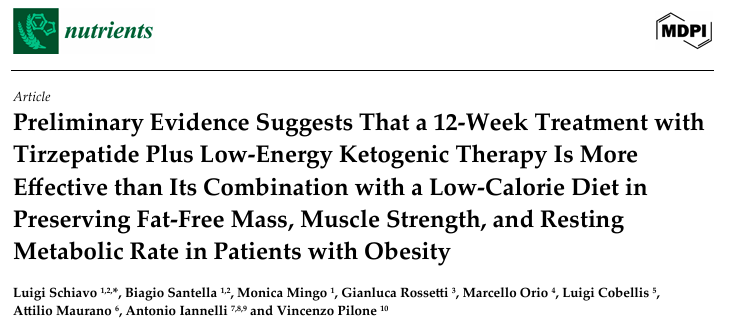 nutrients
MDPI
Article
Preliminary Evidence Suggests That a 12-Week Treatment with
Tirzepatide Plus Low-Energy Ketogenic Therapy Is More
Effective than Its Combination with a Low-Calorie Diet in
Preserving Fat-Free Mass, Muscle Strength, and Resting
Metabolic Rate in Patients with Obesity
Luigi Schiavo 1,2,*, Biagio Santella 1,2, Monica Mingo 1, Gianluca Rossetti 3, Marcello Orio 4, Luigi Cobellis 5,
Attilio Maurano 6, Antonio Iannelli 7,8,9 and Vincenzo Pilone 10